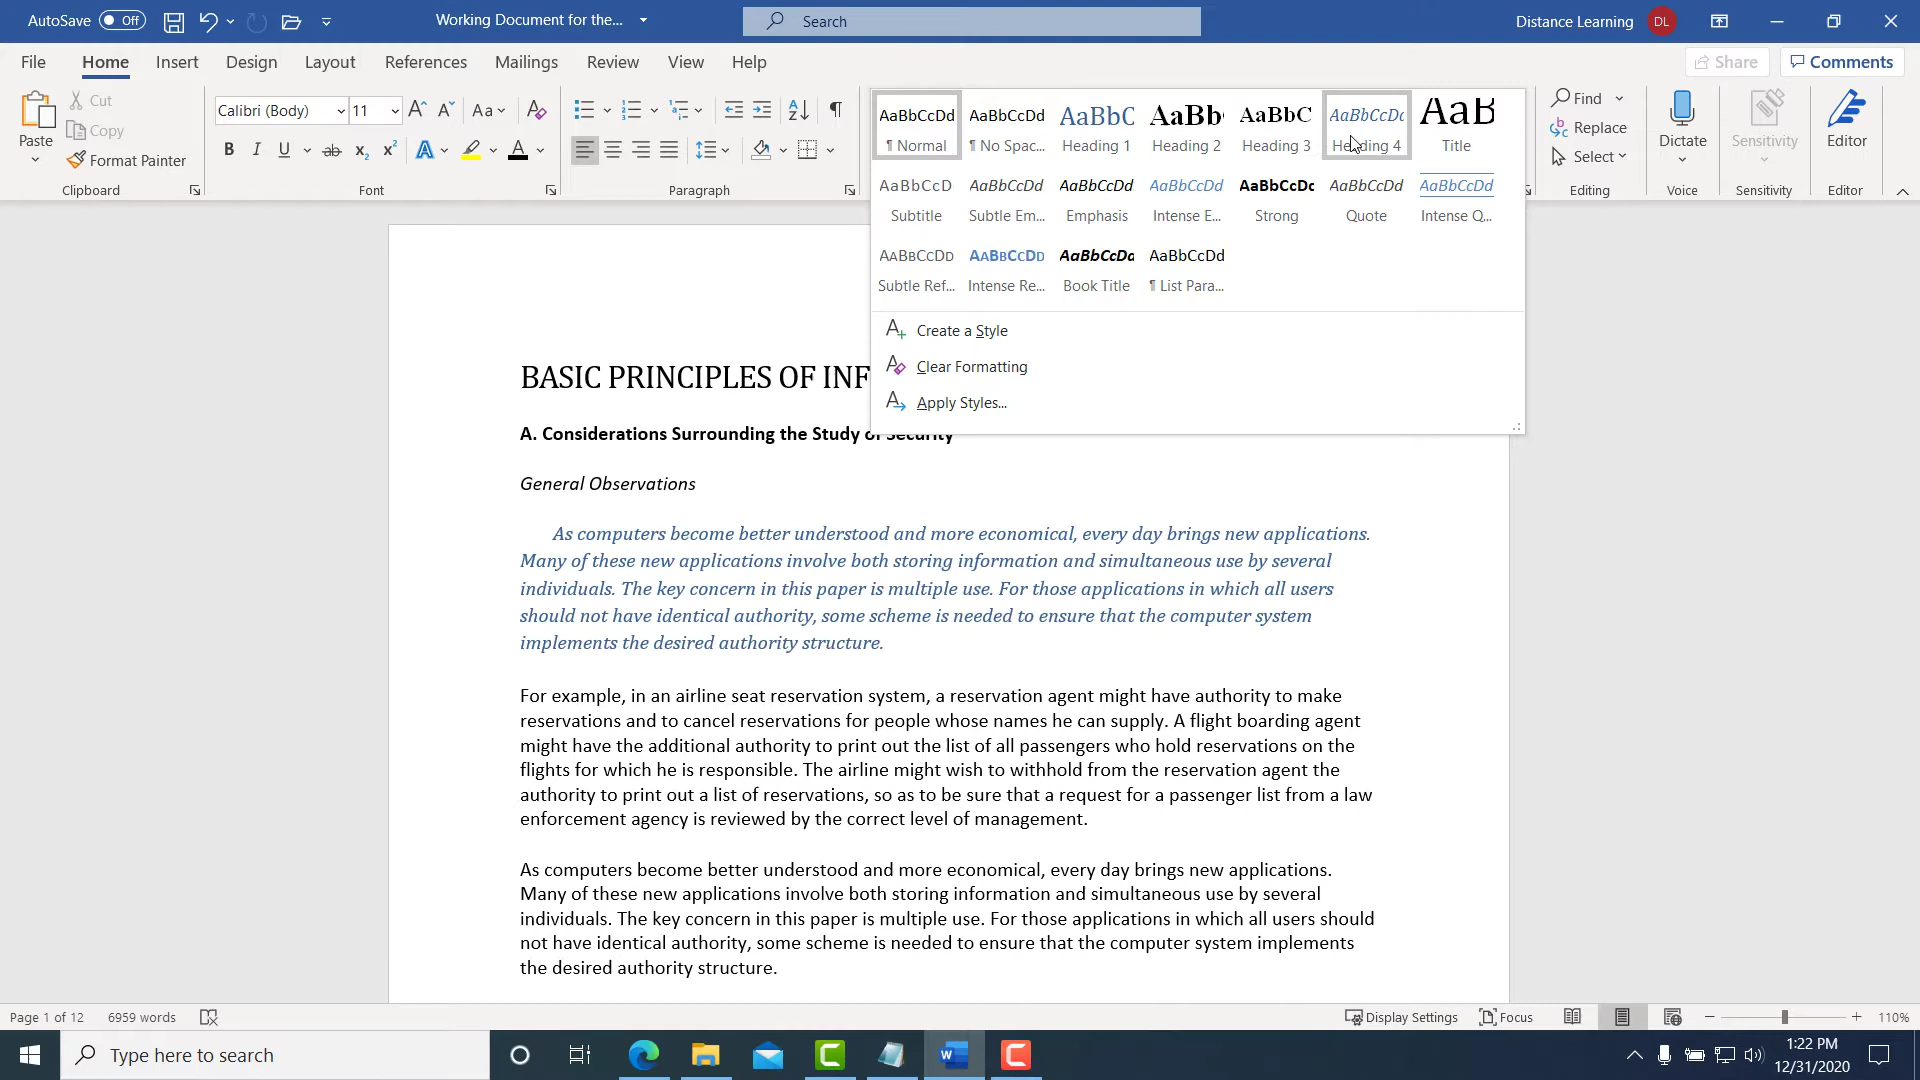 AutoSave Off
Working Document for the...
Search
Distance Learning DL
File Home Insert Design Layout References Mailings Review View Help
Share Comments
Paste
Cut
Copy
Format Painter
Clipboard
Calibri (Body) 11
Font
Paragraph
AaBbCcDd AaBbCcDd AaBbC AaBb AaBbC AaBbCcDd AaB
¶ Normal ¶ No Spac... Heading 1 Heading 2 Heading 3 Heading 4 Title
AaBbCcD AaBbCcDd AaBbCcDd AaBbCcDd AaBbCcDd AaBbCcDd AaBbCcDd
Subtitle Subtle Em... Emphasis Intense E... Strong Quote Intense Q...
AaBbCcDd AaBbCcDd AaBbCcDd AaBbCcDd
Subtle Ref... Intense Re... Book Title ¶ List Para...
Create a Style
Clear Formatting
Apply Styles...
Find
Replace
Select
Editing
Dictate
Voice
Sensitivity
Sensitivity
Editor
Editor
BASIC PRINCIPLES OF INF
A. Considerations Surrounding the Study of Security
General Observations
As computers become better understood and more economical, every day brings new applications.
Many of these new applications involve both storing information and simultaneous use by several
individuals. The key concern in this paper is multiple use. For those applications in which all users
should not have identical authority, some scheme is needed to ensure that the computer system
implements the desired authority structure.
For example, in an airline seat reservation system, a reservation agent might have authority to make
reservations and to cancel reservations for people whose names he can supply. A flight boarding agent
might have the additional authority to print out the list of all passengers who hold reservations on the
flights for which he is responsible. The airline might wish to withhold from the reservation agent the
authority to print out a list of reservations, so as to be sure that a request for a passenger list from a law
enforcement agency is reviewed by the correct level of management.
As computers become better understood and more economical, every day brings new applications.
Many of these new applications involve both storing information and simultaneous use by several
individuals. The key concern in this paper is multiple use. For those applications in which all users should
not have identical authority, some scheme is needed to ensure that the computer system implements
the desired authority structure.
Page 1 of 12 6959 words
Display Settings Focus 110%
Type here to search
1:22 PM
12/31/2020